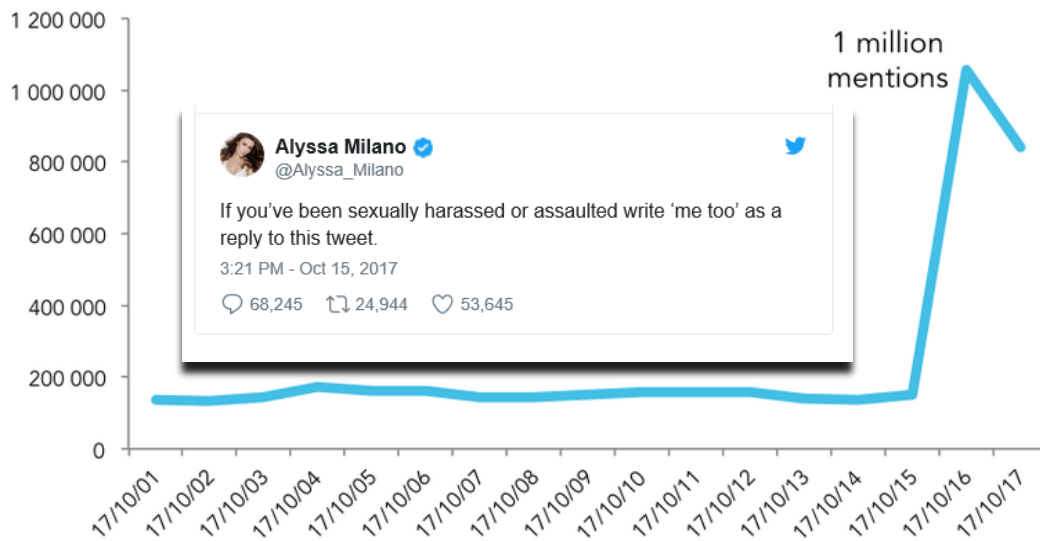 1 200 000
1 000 000
800 000
600 000
400 000
200 000
0
1 million
mentions
Alyssa Milano
@Alyssa_Milano
If you’ve been sexually harassed or assaulted write ‘me too’ as a
reply to this tweet.
3:21 PM - Oct 15, 2017
68,245 24,944 53,645
17/10/01
17/10/02
17/10/03
17/10/04
17/10/05
17/10/06
17/10/07
17/10/08
17/10/09
17/10/10
17/10/11
17/10/12
17/10/13
17/10/14
17/10/15
17/10/16
17/10/17